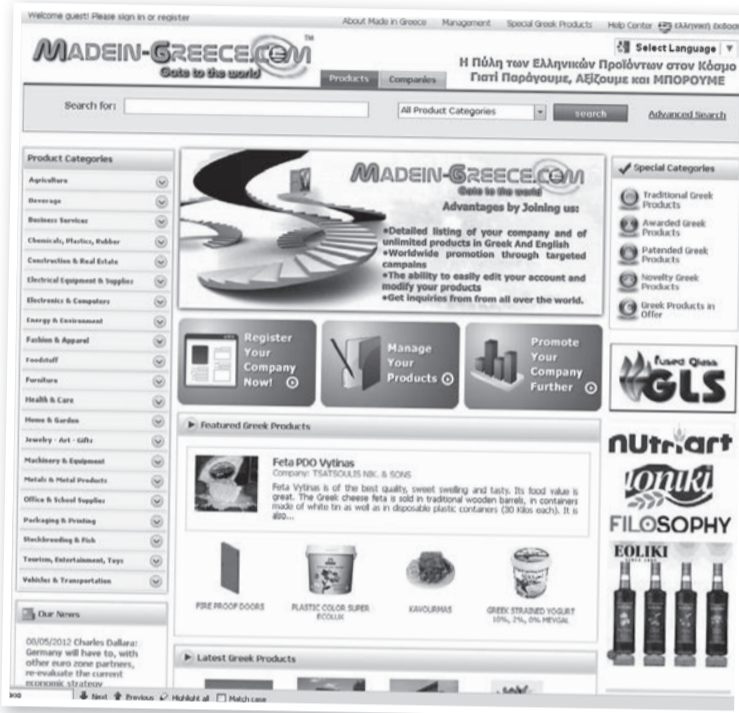 Welcome guest! Please sign in or register
About Made in Greece
Management
Special Greek Products
Help Center
Ελληνική έκδοση
MADEIN-GREECE.COM
TM
Gate to the world
Select Language
Η Πύλη των Ελληνικών Προϊόντων στον Κόσμο
Γιατί Παράγουμε, Αξίζουμε και ΜΠΟΡΟΥΜΕ
Products
Companies
Search for:
All Product Categories
search
Advanced Search
Product Categories
Agriculture
Beverage
Business Services
Chemicals, Plastics, Rubber
Construction & Real Estate
Electrical Equipment & Supplies
Electronics & Computers
Energy & Environment
Fashion & Apparel
Foodstuff
Furniture
Health & Care
Home & Garden
Jewelry - Art - Gifts
Machinery & Equipment
Metals & Metal Products
Office & School Supplies
Packaging & Printing
Stockbreeding & Fish
Tourism, Entertainment, Toys
Vehicles & Transportation
Our News
08/05/2012 Charles Dallara:
Germany will have to, with
other euro zone partners,
re-evaluate the current
economic strategy
MADEIN-GREECE.COM
Gate to the world
Advantages by Joining us:
•Detailed listing of your company and of
unlimited products in Greek And English
•Worldwide promotion through targeted
campains
•The ability to easily edit your account and
modify your products
•Get inquiries from from all over the world.
Register
Your
Company
Now!
Manage
Your
Products
Promote
Your
Company
Further
Featured Greek Products
Feta PDO Vytinas
Company: TSATSOULIS NIK. & SONS
Feta Vytinas is of the best quality, sweet swelling and tasty. Its food value is
great. The Greek cheese feta is sold in traditional wooden barrels, in containers
made of white tin as well as in disposable plastic containers (30 Kilos each). It is
also...
FIRE PROOF DOORS
PLASTIC COLOR SUPER
ECOLUX
KAVOURMAS
GREEK STRAINED YOGURT
10%, 2%, 0% MEVGAL
Latest Greek Products
Special Categories
Traditional Greek
Products
Awarded Greek
Products
Patended Greek
Products
Novelty Greek
Products
Greek Products in
Offer
Fused Glass
GLS
nutriart
ioniki
FILOSOPHY
EOLIKI
Next
Previous
Highlight all
Match case